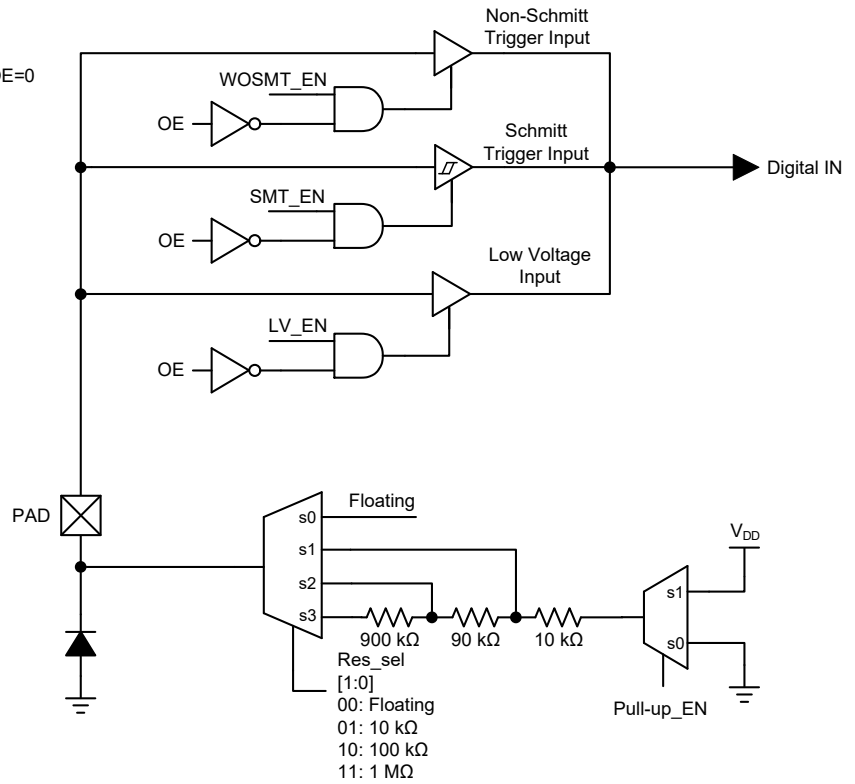 Non-Schmitt
Trigger Input
E=0
WOSMT_EN
OE
Schmitt
Trigger Input
Digital IN
SMT_EN
OE
Low Voltage
Input
LV_EN
OE
PAD
Floating
s0
s1
s2
s3
900 kΩ
90 kΩ
10 kΩ
VDD
s1
s0
Pull-up_EN
Res_sel
[1:0]
00: Floating
01: 10 kΩ
10: 100 kΩ
11: 1 MΩ